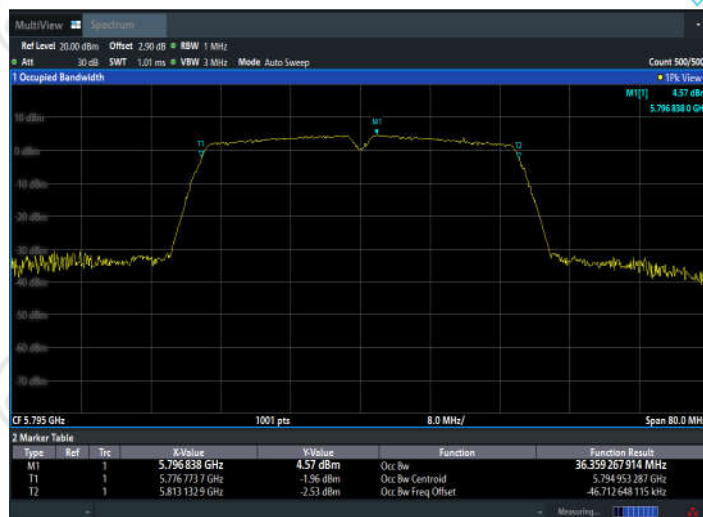 MultiView Spectrum
Ref Level 20.00 dBm Offset 2.90 dB RBW 1 MHz
Att 30 dB SWT 1.01 ms VBW 3 MHz Mode Auto Sweep Count 500/500
1 Occupied Bandwidth 1Pk View
M1[1] 4.57 dBm
5.796 838 0 GH
M1
10 dBm
T1 T2
0 dBm
-10 dBm
-20 dBm
-30 dBm
-40 dBm
-50 dBm
-60 dBm
-70 dBm
CF 5.795 GHz 1001 pts 8.0 MHz/ Span 80.0 MH
2 Marker Table
Type Ref Trc X-Value Y-Value Function Function Result
M1 1 5.796 838 GHz 4.57 dBm Occ Bw 36.359 267 914 MHz
T1 1 5.776 773 7 GHz -1.96 dBm Occ Bw Centroid 5.794 953 287 GHz
T2 1 5.813 132 9 GHz -2.53 dBm Occ Bw Freq Offset -46.712 648 115 kHz
Measuring...